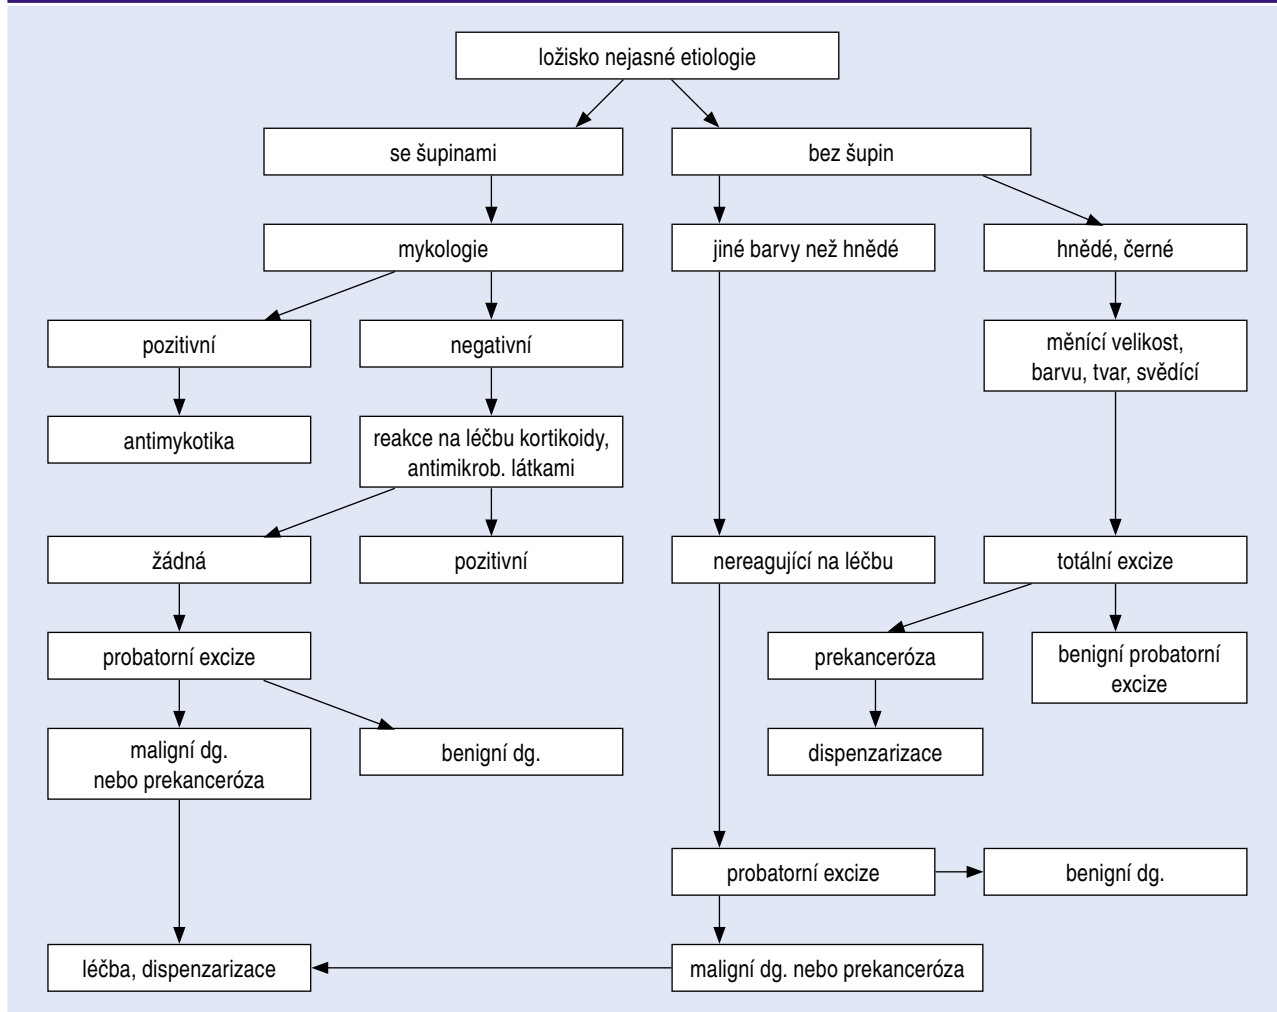 ložisko nejasné etiologie
se šupinami
bez šupin
mykologie
jiné barvy než hnědé
hnědé, černé
pozitivní
negativní
měnící velikost,
barvu, tvar, svědící
antimykotika
reakce na léčbu kortikoidy,
antimikrob. látkami
žádná
pozitivní
nereagující na léčbu
totální excize
probatorní excize
prekanceróza
benigní probatorní
excize
maligní dg.
nebo prekanceróza
benigní dg.
dispenzarizace
probatorní excize
benigní dg.
léčba, dispenzarizace
maligní dg. nebo prekanceróza